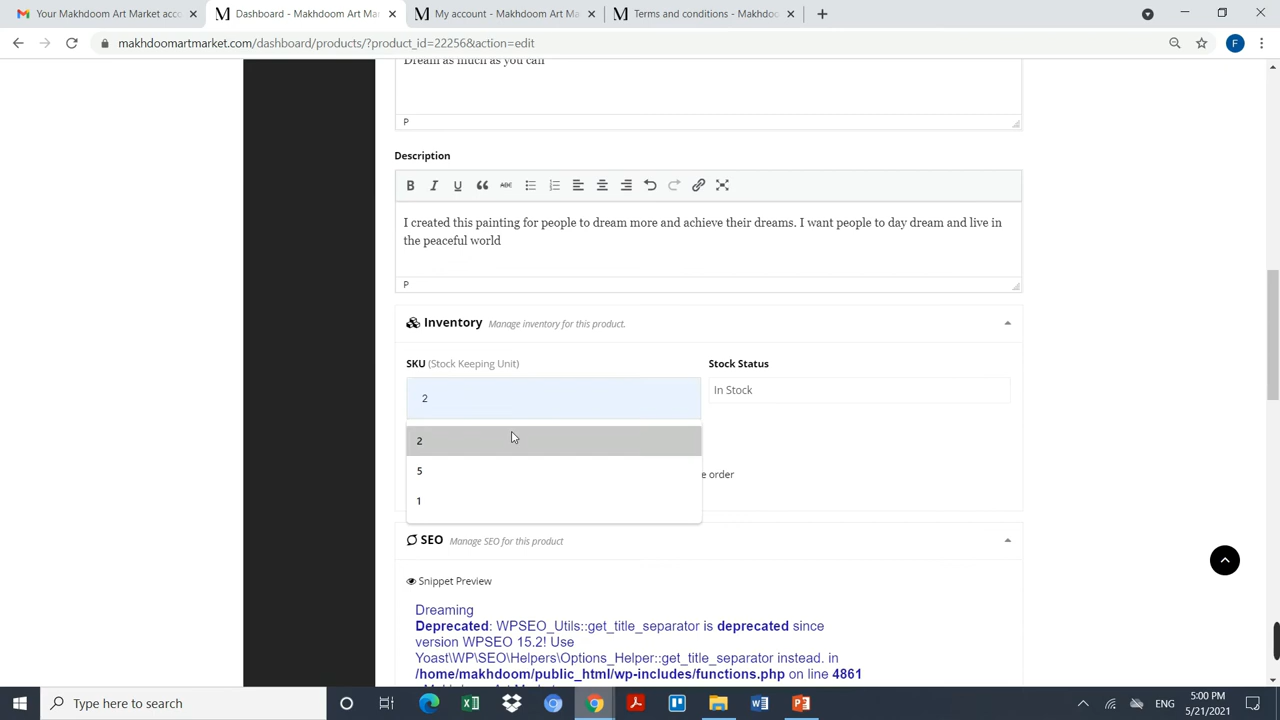 Your Makhdoom Art Market acco
Dashboard - Makhdoom Art Ma
My account - Makhdoom Art Ma
Terms and conditions - Makhdoo
makhdoomartmarket.com/dashboard/products/?product_id=22256&action=edit
F
Dream as much as you can
P
Description
B I U ABC
I created this painting for people to dream more and achieve their dreams. I want people to day dream and live in
the peaceful world
P
Inventory Manage inventory for this product.
SKU (Stock Keeping Unit)
Stock Status
2
In Stock
2
5
1
e order
SEO Manage SEO for this product
Snippet Preview
Dreaming
Deprecated: WPSEO_Utils::get_title_separator is deprecated since
version WPSEO 15.2! Use
Yoast\WP\SEO\Helpers\Options_Helper::get_title_separator instead. in
/home/makhdoom/public_html/wp-includes/functions.php on line 4861
Type here to search
5:00 PM
5/21/2021